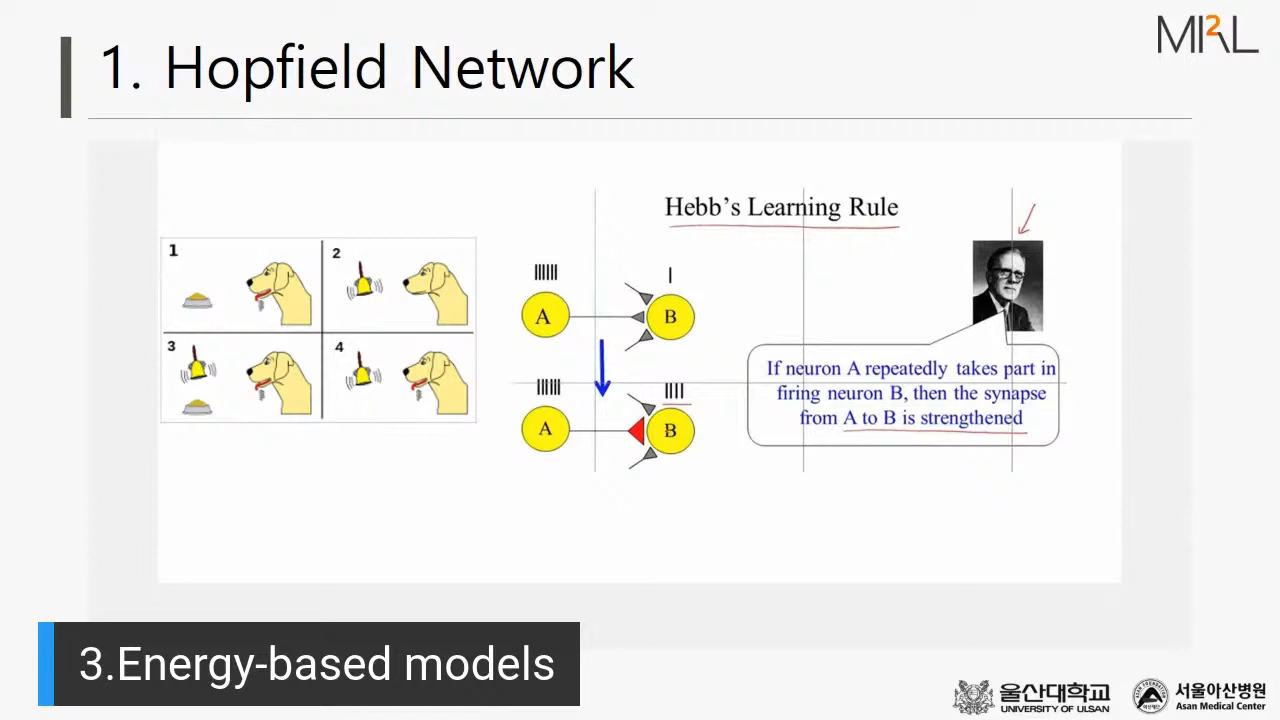 1. Hopfield Network
MI2RL
Hebb's Learning Rule
1
2
3
4
A
B
A
B
If neuron A repeatedly takes part in
firing neuron B, then the synapse
from A to B is strengthened
3.Energy-based models
울산대학교
UNIVERSITY OF ULSAN
서울아산병원
Asan Medical Center